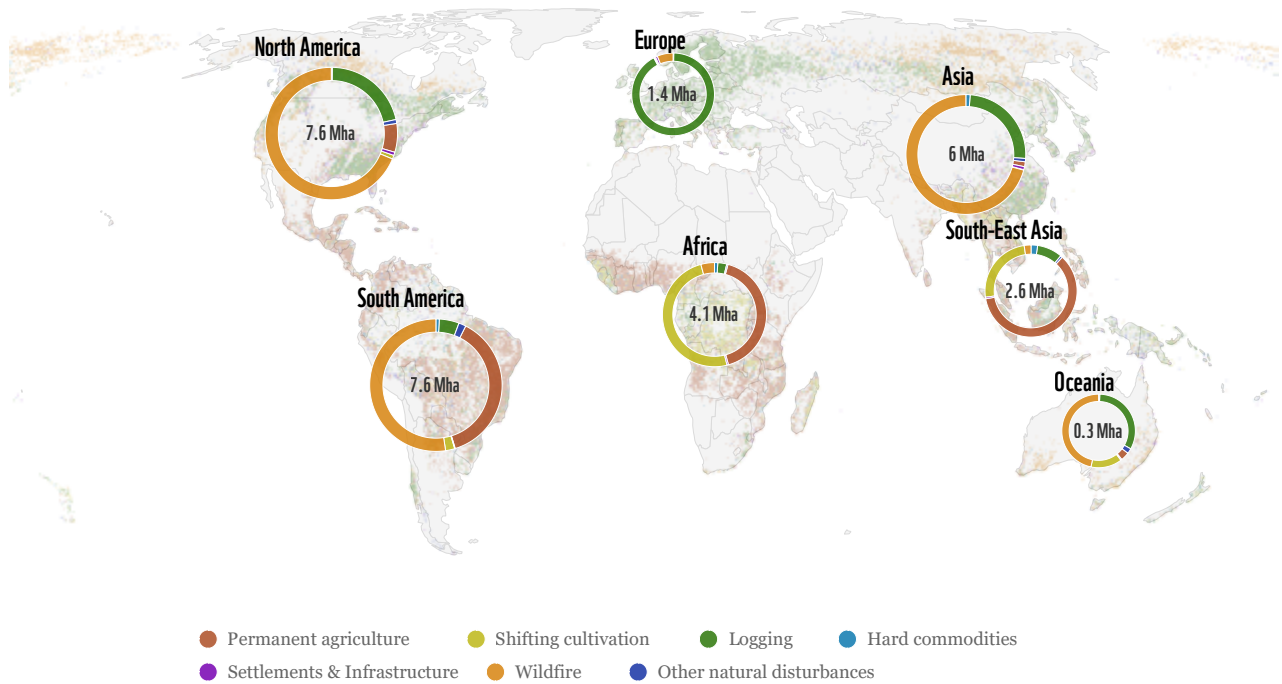 North America
7.6 Mha
Europe
1.4 Mha
Asia
6 Mha
South-East Asia
2.6 Mha
Africa
4.1 Mha
South America
7.6 Mha
Oceania
0.3 Mha
Permanent agriculture
Shifting cultivation
Logging
Hard commodities
Settlements & Infrastructure
Wildfire
Other natural disturbances